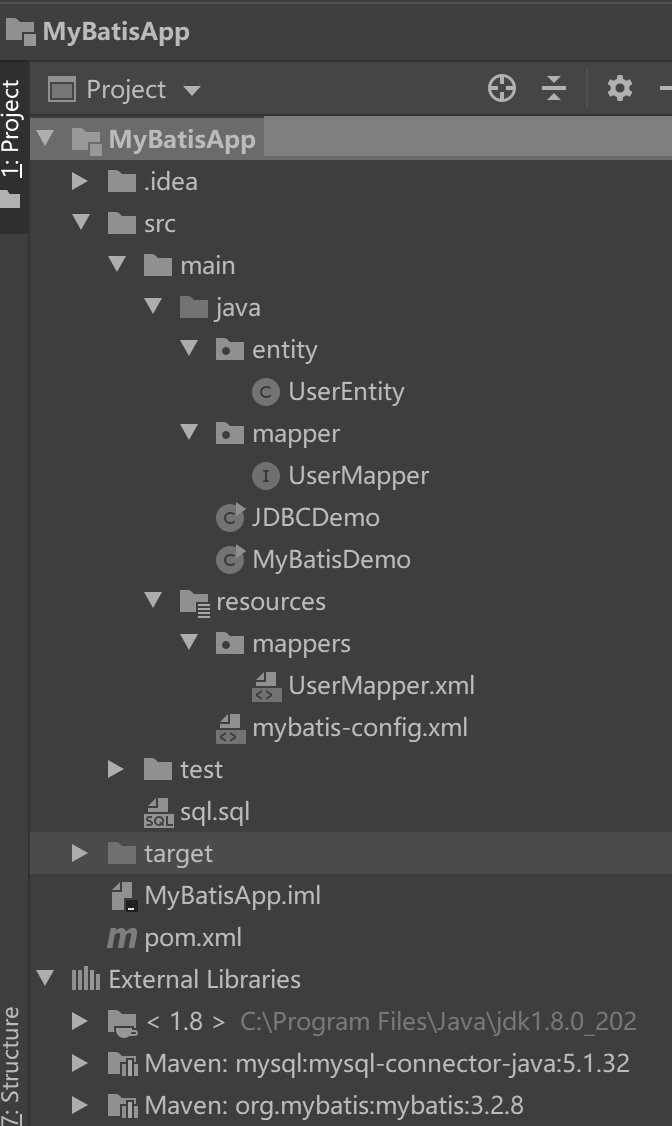 MyBatisApp
Project
1: Project
MyBatisApp
.idea
src
main
java
entity
C UserEntity
mapper
I UserMapper
C JDBCDemo
C MyBatisDemo
resources
mappers
<> UserMapper.xml
<> mybatis-config.xml
test
SQL sql.sql
target
MyBatisApp.iml
m pom.xml
External Libraries
< 1.8 > C:\Program Files\Java\jdk1.8.0_202
Maven: mysql:mysql-connector-java:5.1.32
Maven: org.mybatis:mybatis:3.2.8
7: Structure